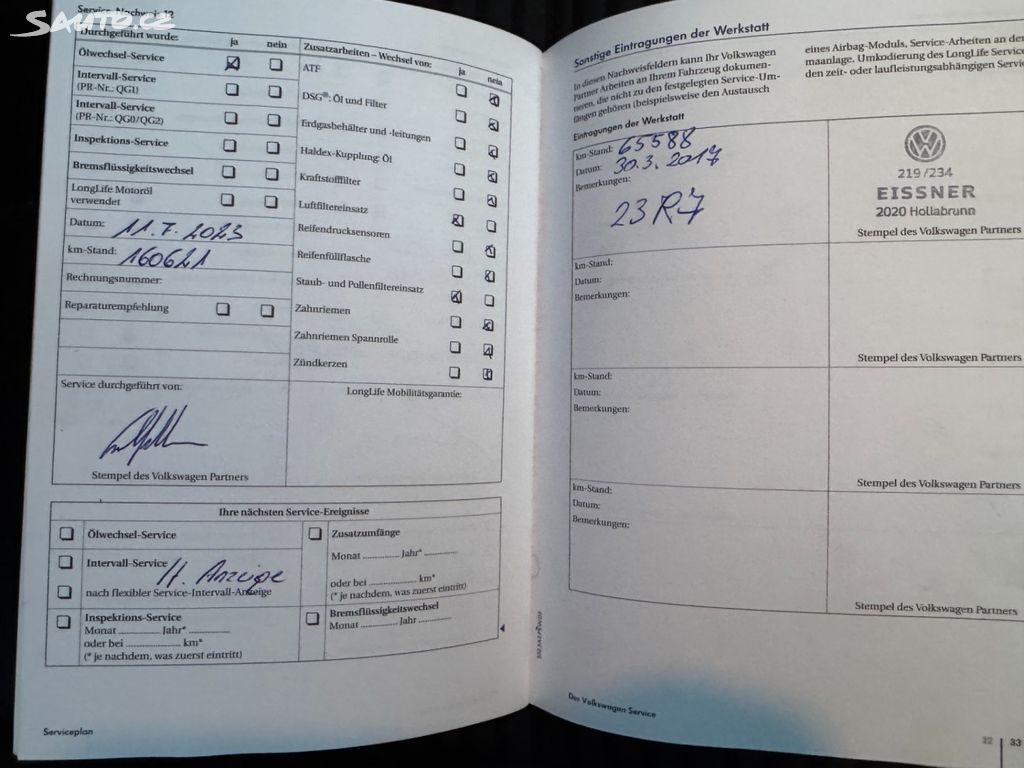 Sauto.cz
Service-Nachweis 12
Durchgeführt wurde: ja nein
Ölwechsel-Service
Intervall-Service
(PR-Nr.: QG1)
Intervall-Service
(PR-Nr.: QG0/QG2)
Inspektions-Service
Bremsflüssigkeitswechsel
LongLife Motoröl
verwendet
Datum: 11.7.2023
km-Stand: 160621
Rechnungsnummer:
Reparaturempfehlung
Zusatzarbeiten – Wechsel von: ja nein
ATF
DSG®: Öl und Filter
Erdgasbehälter und -leitungen
Haldex-Kupplung: Öl
Kraftstofffilter
Luftfiltereinsatz
Reifendrucksensoren
Reifenfüllflasche
Staub- und Pollenfiltereinsatz
Zahnriemen
Zahnriemen Spannrolle
Zündkerzen
Service durchgeführt von:
Stempel des Volkswagen Partners
LongLife Mobilitätsgarantie:
Ihre nächsten Service-Ereignisse
Ölwechsel-Service
Intervall-Service
lt. Anzeige
nach flexibler Service-Intervall-Anzeige
Inspektions-Service
Monat ............ Jahr* ............
oder bei ............ km*
(* je nachdem, was zuerst eintritt)
Zusatzumfänge
Monat ............ Jahr* ............
oder bei ............ km*
(* je nachdem, was zuerst eintritt)
Bremsflüssigkeitswechsel
Monat ............ Jahr ............
Serviceplan
Sonstige Eintragungen der Werkstatt
In diesen Nachweisfeldern kann Ihr Volkswagen
Partner Arbeiten an Ihrem Fahrzeug dokumen-
tieren, die nicht zu den festgelegten Service-Um-
fängen gehören (beispielsweise den Austausch
eines Airbag-Moduls, Service-Arbeiten an der
maanlage. Umkodierung des LongLife Servic
den zeit- oder laufleistungsabhängigen Servic
Eintragungen der Werkstatt
km-Stand: 65588
Datum: 30.3.2017
Bemerkungen:
23R7
219/234
EISSNER
2020 Hollabrunn
Stempel des Volkswagen Partners
km-Stand:
Datum:
Bemerkungen:
Stempel des Volkswagen Partners
km-Stand:
Datum:
Bemerkungen:
Stempel des Volkswagen Partners
km-Stand:
Datum:
Bemerkungen:
Stempel des Volkswagen Partners
Der Volkswagen Service
32 33